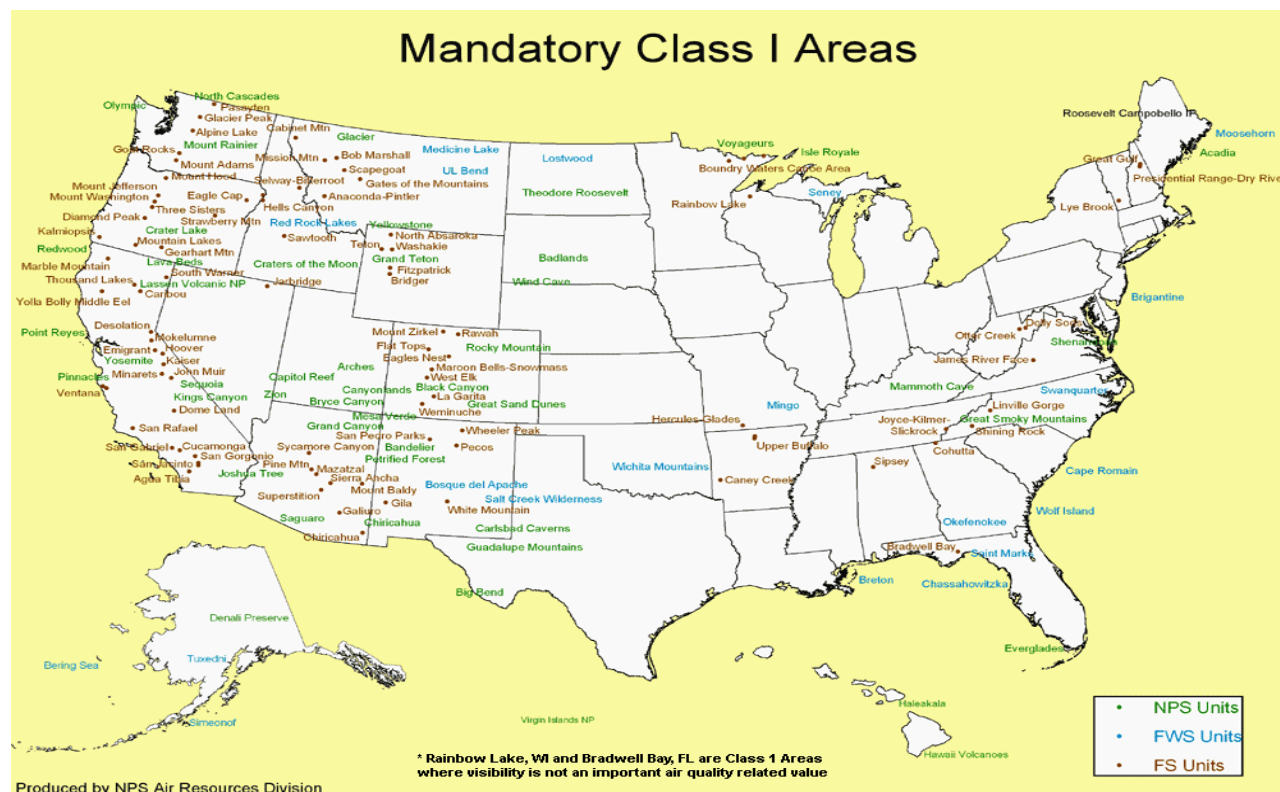 Mandatory Class I Areas
North Cascades
Olympic
Pasayten
Glacier Peak
Alpine Lake
Goat Rocks
Mount Rainier
Mount Adams
Mount Hood
Mount Jefferson
Mount Washington
Three Sisters
Diamond Peak
Strawberry Mtn
Eagle Cap
Hells Canyon
Kalmiopsis
Crater Lake
Mountain Lakes
Gearhart Mtn
Redwood
Lava Beds
Marble Mountain
South Warner
Thousand Lakes
Lassen Volcanic NP
Caribou
Yolla Bolly Middle Eel
Jarbridge
Cabinet Mtn
Glacier
Mission Mtn
Bob Marshall
Scapegoat
Selway-Bitterroot
Gates of the Mountains
Anaconda-Pintler
Medicine Lake
UL Bend
Red Rock Lakes
Sawtooth
Craters of the Moon
Yellowstone
North Absaroka
Teton
Washakie
Grand Teton
Fitzpatrick
Bridger
Lostwood
Theodore Roosevelt
Badlands
Wind Cave
Voyageurs
Isle Royale
Boundry Waters Canoe Area
Rainbow Lake
Seney
Roosevelt Campobello IP
Moosehorn
Acadia
Great Gulf
Presidential Range-Dry Rive
Lye Brook
Brigantine
Point Reyes
Desolation
Mokelumne
Emigrant
Hoover
Yosemite
Kaiser
Pinnacles
Minarets
John Muir
Ventana
Sequoia
Kings Canyon
Dome Land
San Rafael
San Gabriel
Cucamonga
San Gorgonio
San Jacinto
Agua Tibia
Joshua Tree
Mount Zirkel
Rawah
Flat Tops
Rocky Mountain
Eagles Nest
Maroon Bells-Snowmass
West Elk
Black Canyon
La Garita
Great Sand Dunes
Weminuche
Arches
Capitol Reef
Canyonlands
Zion
Bryce Canyon
Mesa Verde
Grand Canyon
Wheeler Peak
San Pedro Parks
Sycamore Canyon
Bandelier
Pecos
Petrified Forest
Pine Mtn
Mazatzal
Sierra Ancha
Mount Baldy
Superstition
Bosque del Apache
Salt Creek Wilderness
Gila
White Mountain
Galiuro
Saguaro
Chiricahua
Chiricahua
Carlsbad Caverns
Guadalupe Mountains
Big Bend
Wichita Mountains
Mingo
Hercules-Glades
Upper Buffalo
Caney Creek
Mammoth Cave
Otter Creek
Dolly Sods
Shenandoah
James River Face
Swanquarter
Linville Gorge
Joyce-Kilmer-
Slickrock
Great Smoky Mountains
Shining Rock
Cohutta
Sipsey
Cape Romain
Wolf Island
Okefenokee
Bradwell Bay
Saint Marks
Breton
Chassahowitzka
Everglades
Denali Preserve
Bering Sea
Tuxedni
Simeonof
Virgin Islands NP
Haleakala
Hawaii Volcanoes
NPS Units
FWS Units
FS Units
* Rainbow Lake, WI and Bradwell Bay, FL are Class 1 Areas
where visibility is not an important air quality related value
Produced by NPS Air Resources Division